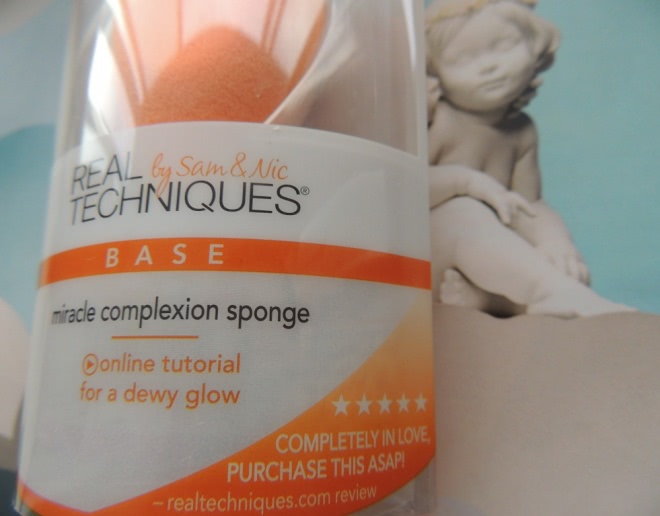 REAL by Sam & Nic
TECHNIQUES®
BASE
miracle complexion sponge
online tutorial
for a dewy glow
★★★★★
COMPLETELY IN LOVE,
PURCHASE THIS ASAP!
– realtechniques.com review